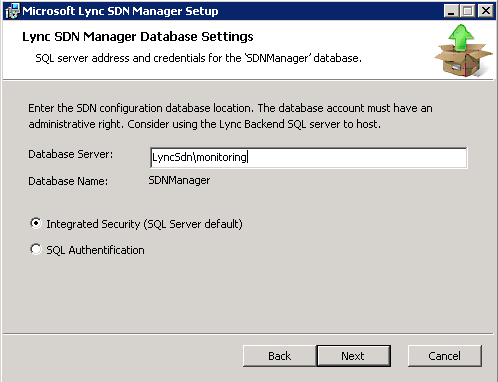 Microsoft Lync SDN Manager Setup
Lync SDN Manager Database Settings
SQL server address and credentials for the 'SDNManager' database.
Enter the SDN configuration database location. The database account must have an
administrative right. Consider using the Lync Backend SQL server to host.
Database Server: LyncSdn\monitoring
Database Name: SDNManager
Integrated Security (SQL Server default)
SQL Authentification
Back Next Cancel